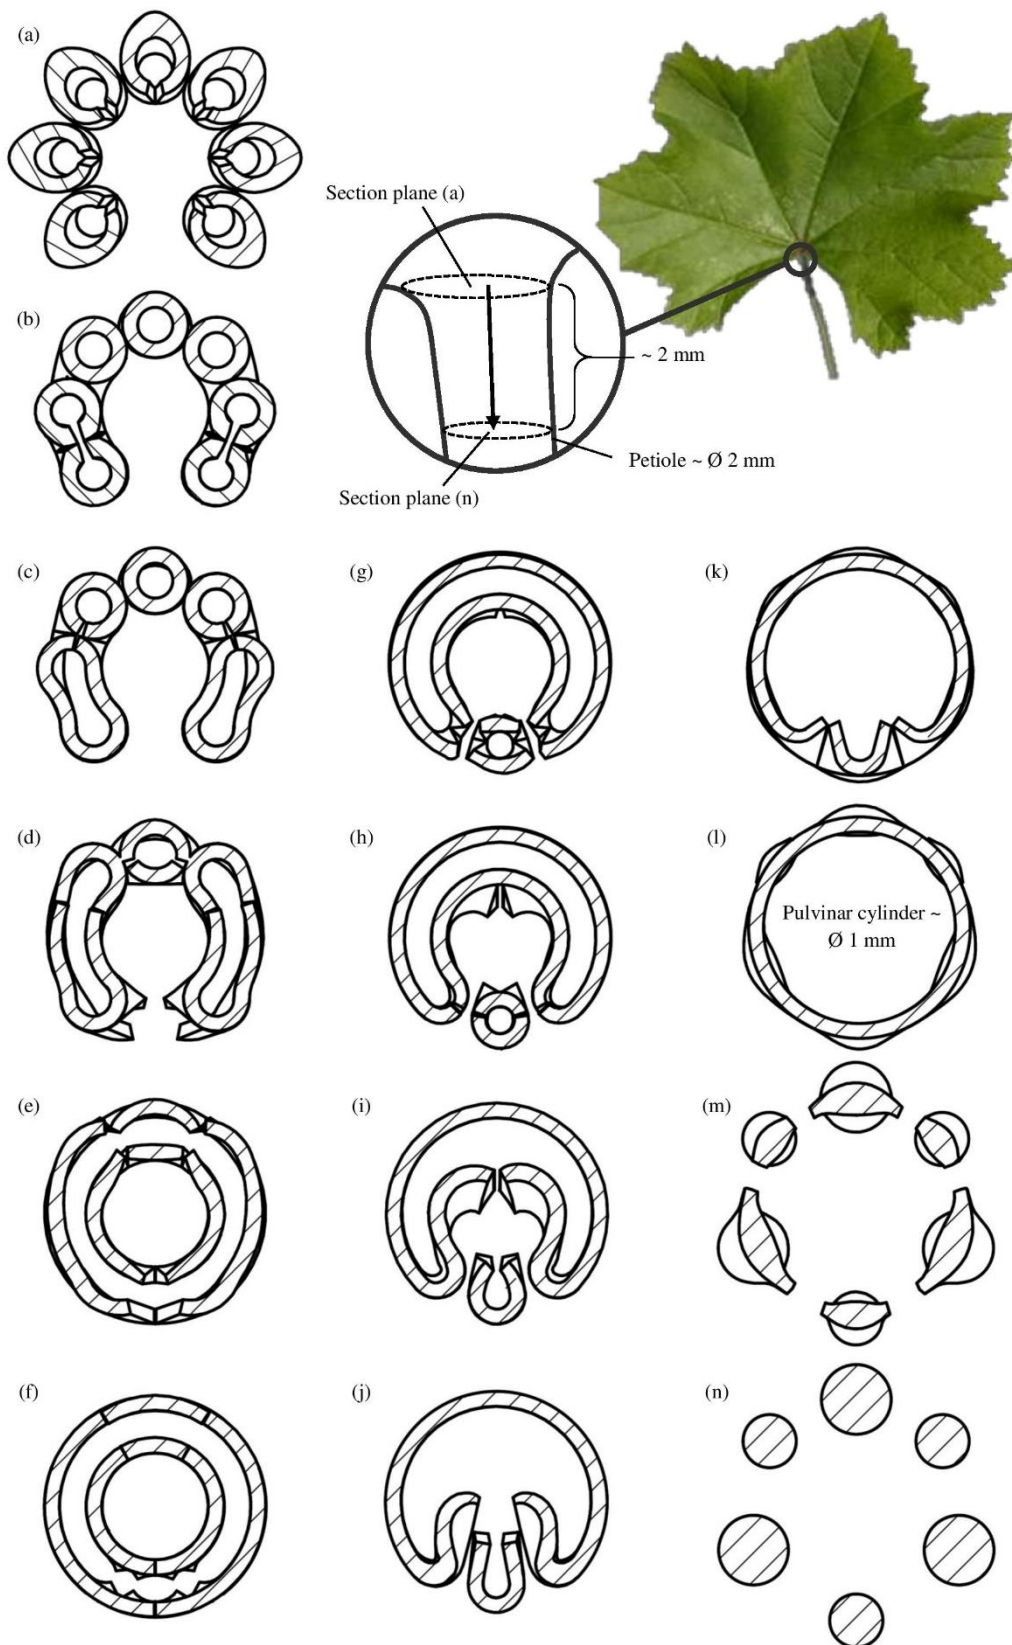 (a)
Section plane (a)
(b)
~ 2 mm
Petiole ~ Ø 2 mm
Section plane (n)
(c)
(g)
(k)
(d)
(h)
(l)
Pulvinar cylinder ~
Ø 1 mm
(e)
(i)
(m)
(f)
(j)
(n)